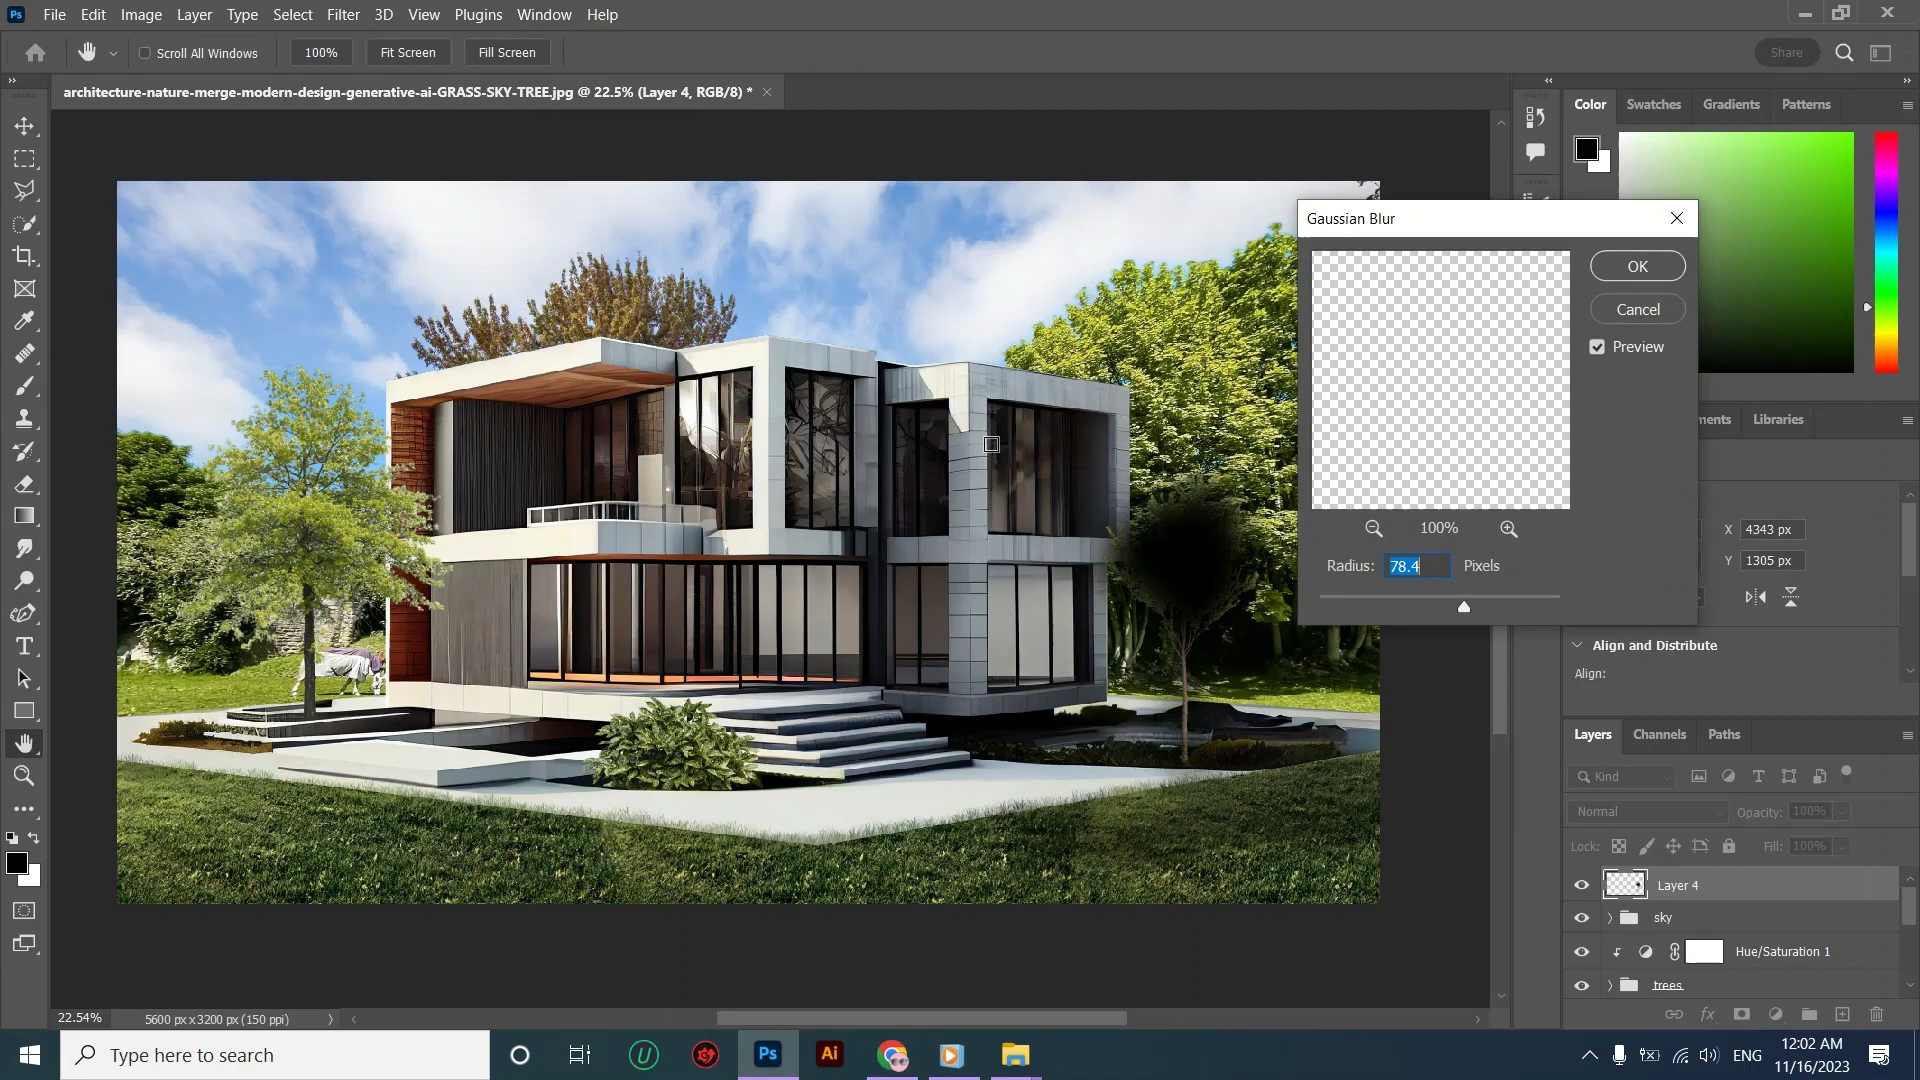 Ps File Edit Image Layer Type Select Filter 3D View Plugins Window Help
Scroll All Windows 100% Fit Screen Fill Screen Share
architecture-nature-merge-modern-design-generative-ai-GRASS-SKY-TREE.jpg @ 22.5% (Layer 4, RGB/8) *
Color Swatches Gradients Patterns
Gaussian Blur
OK
Cancel
Preview
100%
Radius: 78.4 Pixels
ments Libraries
X 4343 px
Y 1305 px
Align and Distribute
Align:
Layers Channels Paths
Kind
Normal Opacity: 100%
Lock: Fill: 100%
Layer 4
sky
Hue/Saturation 1
trees
22.54% 5600 px x 3200 px (150 ppi)
Type here to search
Ps Ai
ENG
12:02 AM
11/16/2023